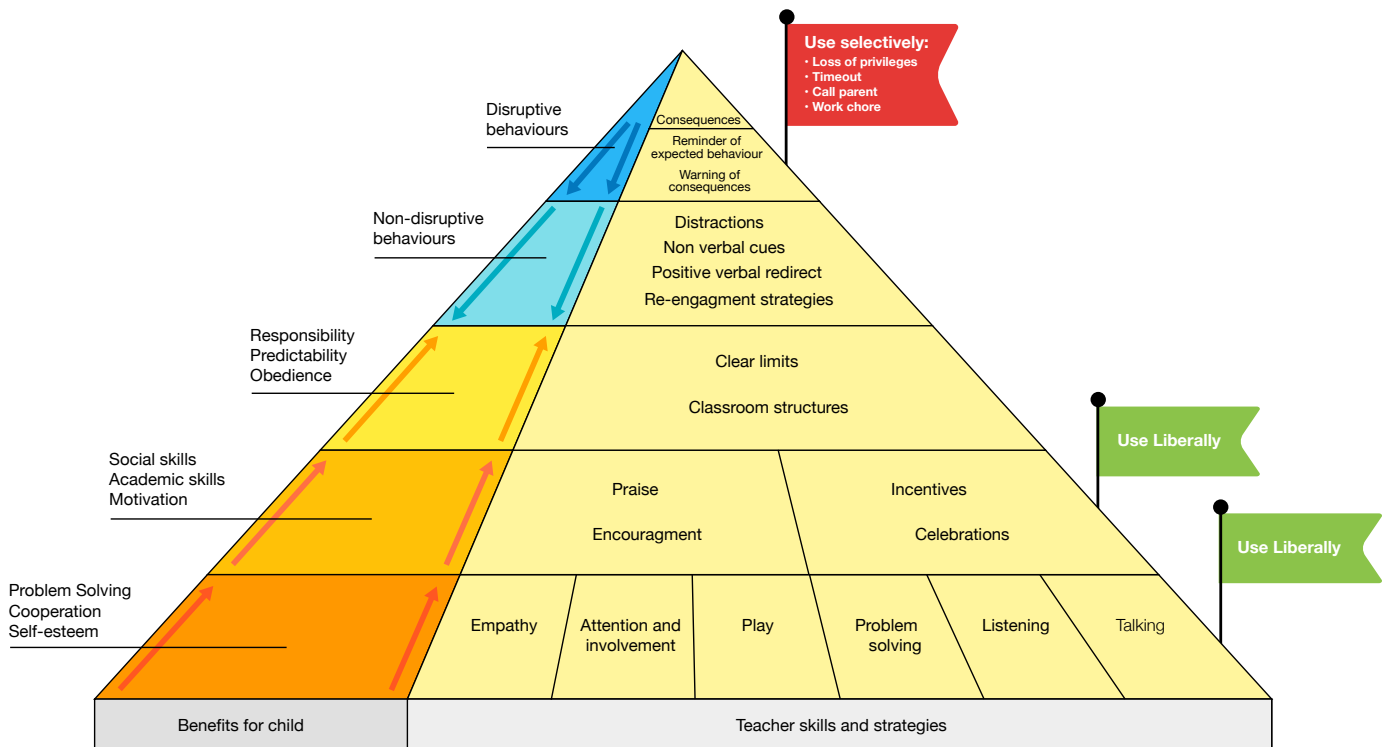 Use selectively:
· Loss of privileges
· Timeout
· Call parent
· Work chore
Disruptive
behaviours
Consequences
Reminder of
expected behaviour
Warning of
consequences
Non-disruptive
behaviours
Distractions
Non verbal cues
Positive verbal redirect
Re-engagment strategies
Responsibility
Predictability
Obedience
Clear limits
Classroom structures
Use Liberally
Social skills
Academic skills
Motivation
Praise
Encouragment
Incentives
Celebrations
Use Liberally
Problem Solving
Cooperation
Self-esteem
Empathy
Attention and
involvement
Play
Problem
solving
Listening
Talking
Benefits for child
Teacher skills and strategies